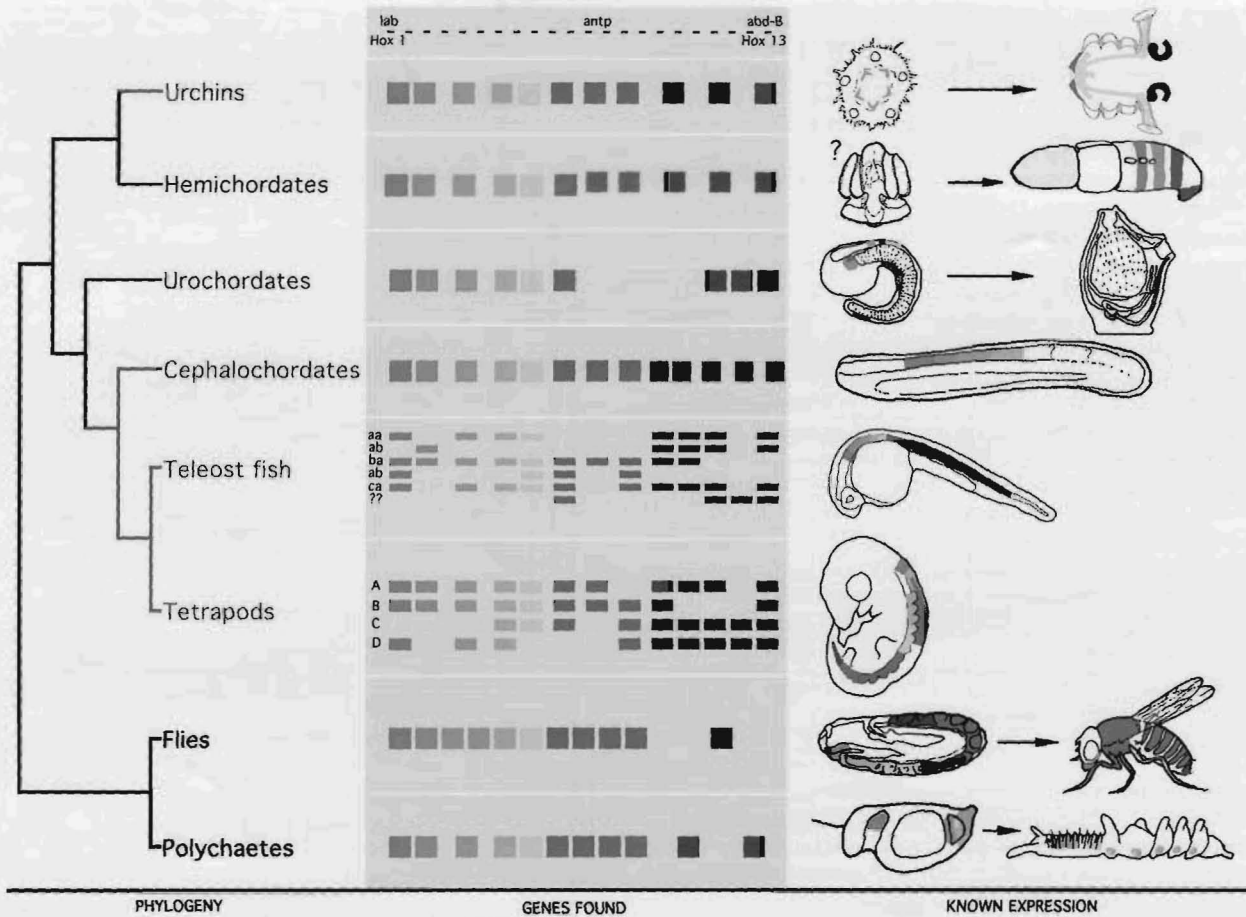 lab antp abd-B
Hox 1 Hox 13
Urchins
?
Hemichordates
Urochordates
Cephalochordates
aa
ab
ba
Teleost fish
ab
ca
??
A
B
Tetrapods
C
D
Flies
Polychaetes
PHYLOGENY GENES FOUND KNOWN EXPRESSION